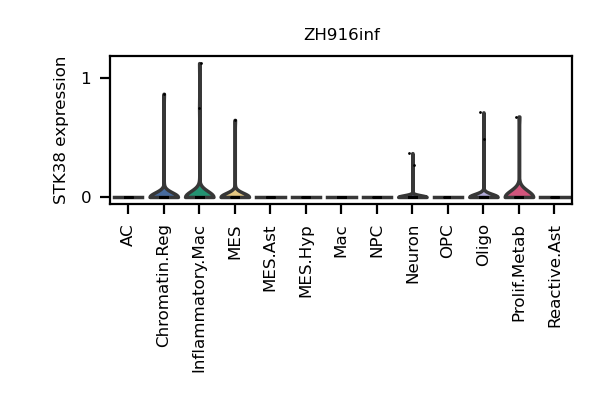 ZH916inf
STK38 expression
1
0
AC
Chromatin.Reg
Inflammatory.Mac
MES
MES.Ast
MES.Hyp
Mac
NPC
Neuron
OPC
Oligo
Prolif.Metab
Reactive.Ast